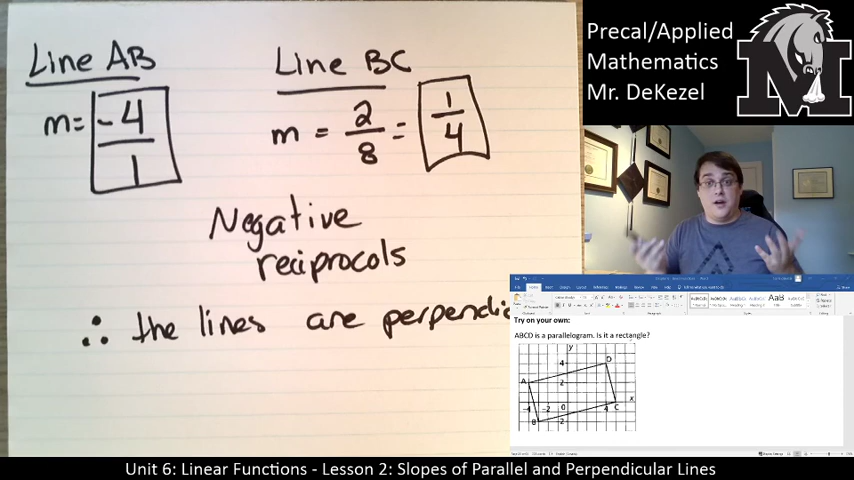 Line AB
m= -4/1
Line BC
m = 2/8 = 1/4
Negative
reciprocols
∴ the lines are perpendic
Precal/Applied
Mathematics
Mr. DeKezel
M
Try on your own:
ABCD is a parallelogram. Is it a rectangle?
y
4
D
A
2
x
-4 -2 0 4 C
B -2
Unit 6: Linear Functions - Lesson 2: Slopes of Parallel and Perpendicular Lines